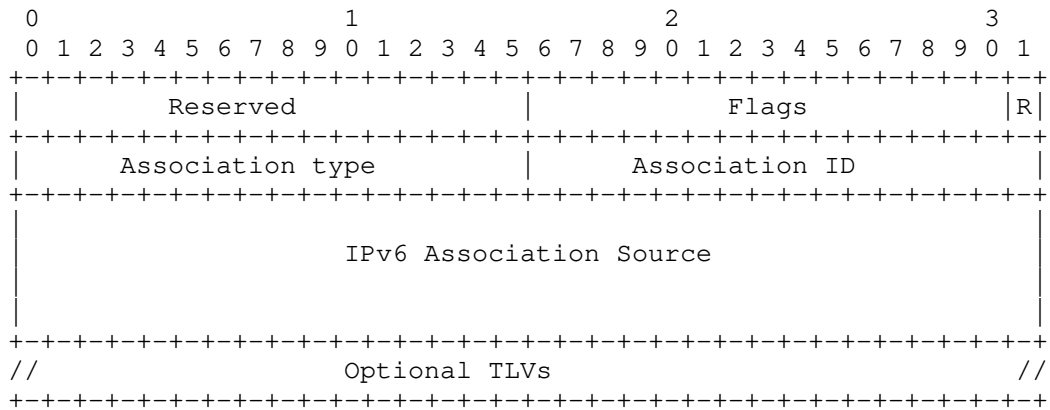 0                   1                   2                   3
 0 1 2 3 4 5 6 7 8 9 0 1 2 3 4 5 6 7 8 9 0 1 2 3 4 5 6 7 8 9 0 1
+-+-+-+-+-+-+-+-+-+-+-+-+-+-+-+-+-+-+-+-+-+-+-+-+-+-+-+-+-+-+-+-+
|         Reserved              |            Flags            |R|
+-+-+-+-+-+-+-+-+-+-+-+-+-+-+-+-+-+-+-+-+-+-+-+-+-+-+-+-+-+-+-+-+
|      Association type         |      Association ID           |
+-+-+-+-+-+-+-+-+-+-+-+-+-+-+-+-+-+-+-+-+-+-+-+-+-+-+-+-+-+-+-+-+
|                                                               |
|                    IPv6 Association Source                    |
|                                                               |
|                                                               |
+-+-+-+-+-+-+-+-+-+-+-+-+-+-+-+-+-+-+-+-+-+-+-+-+-+-+-+-+-+-+-+-+
//                   Optional TLVs                             //
+-+-+-+-+-+-+-+-+-+-+-+-+-+-+-+-+-+-+-+-+-+-+-+-+-+-+-+-+-+-+-+-+